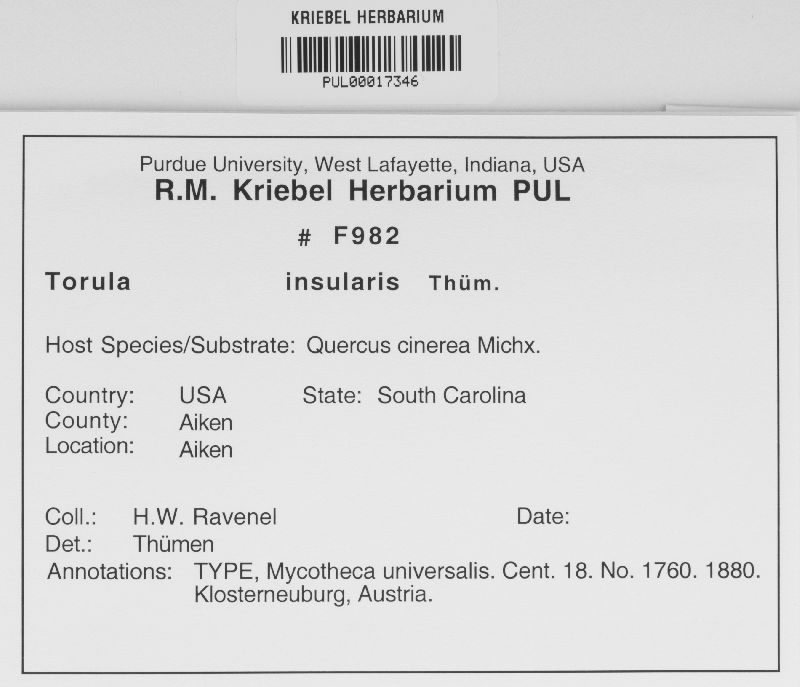 KRIEBEL HERBARIUM
PUL00017346
Purdue University, West Lafayette, Indiana, USA
R.M. Kriebel Herbarium PUL
# F982
Torula insularis Thüm.
Host Species/Substrate: Quercus cinerea Michx.
Country: USA State: South Carolina
County: Aiken
Location: Aiken
Coll.: H.W. Ravenel Date:
Det.: Thümen
Annotations: TYPE, Mycotheca universalis. Cent. 18. No. 1760. 1880.
Klosterneuburg, Austria.